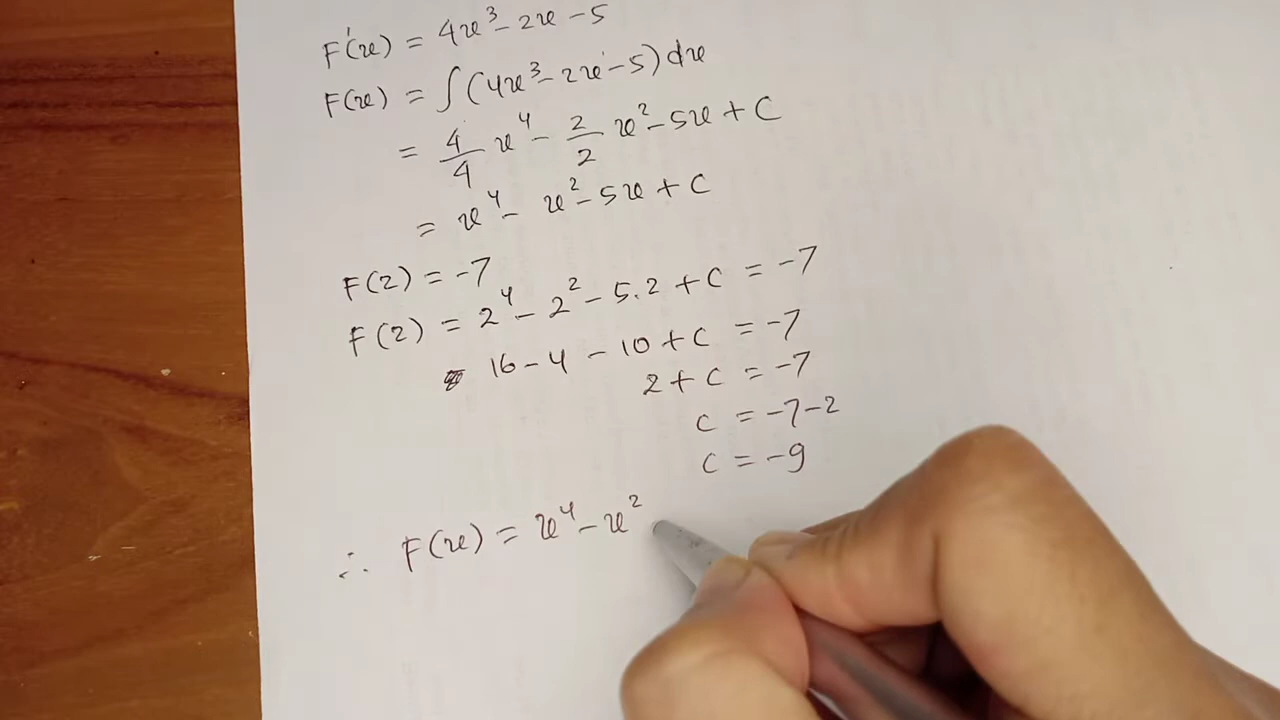 F'(x) = 4x³ - 2x - 5
F(x) = ∫(4x³ - 2x - 5) dx
= 4/4 x⁴ - 2/2 x² - 5x + C
= x⁴ - x² - 5x + C
F(2) = -7
F(2) = 2⁴ - 2² - 5.2 + C = -7
16 - 4 - 10 + C = -7
2 + C = -7
C = -7 - 2
C = -9
∴ F(x) = x⁴ - x²